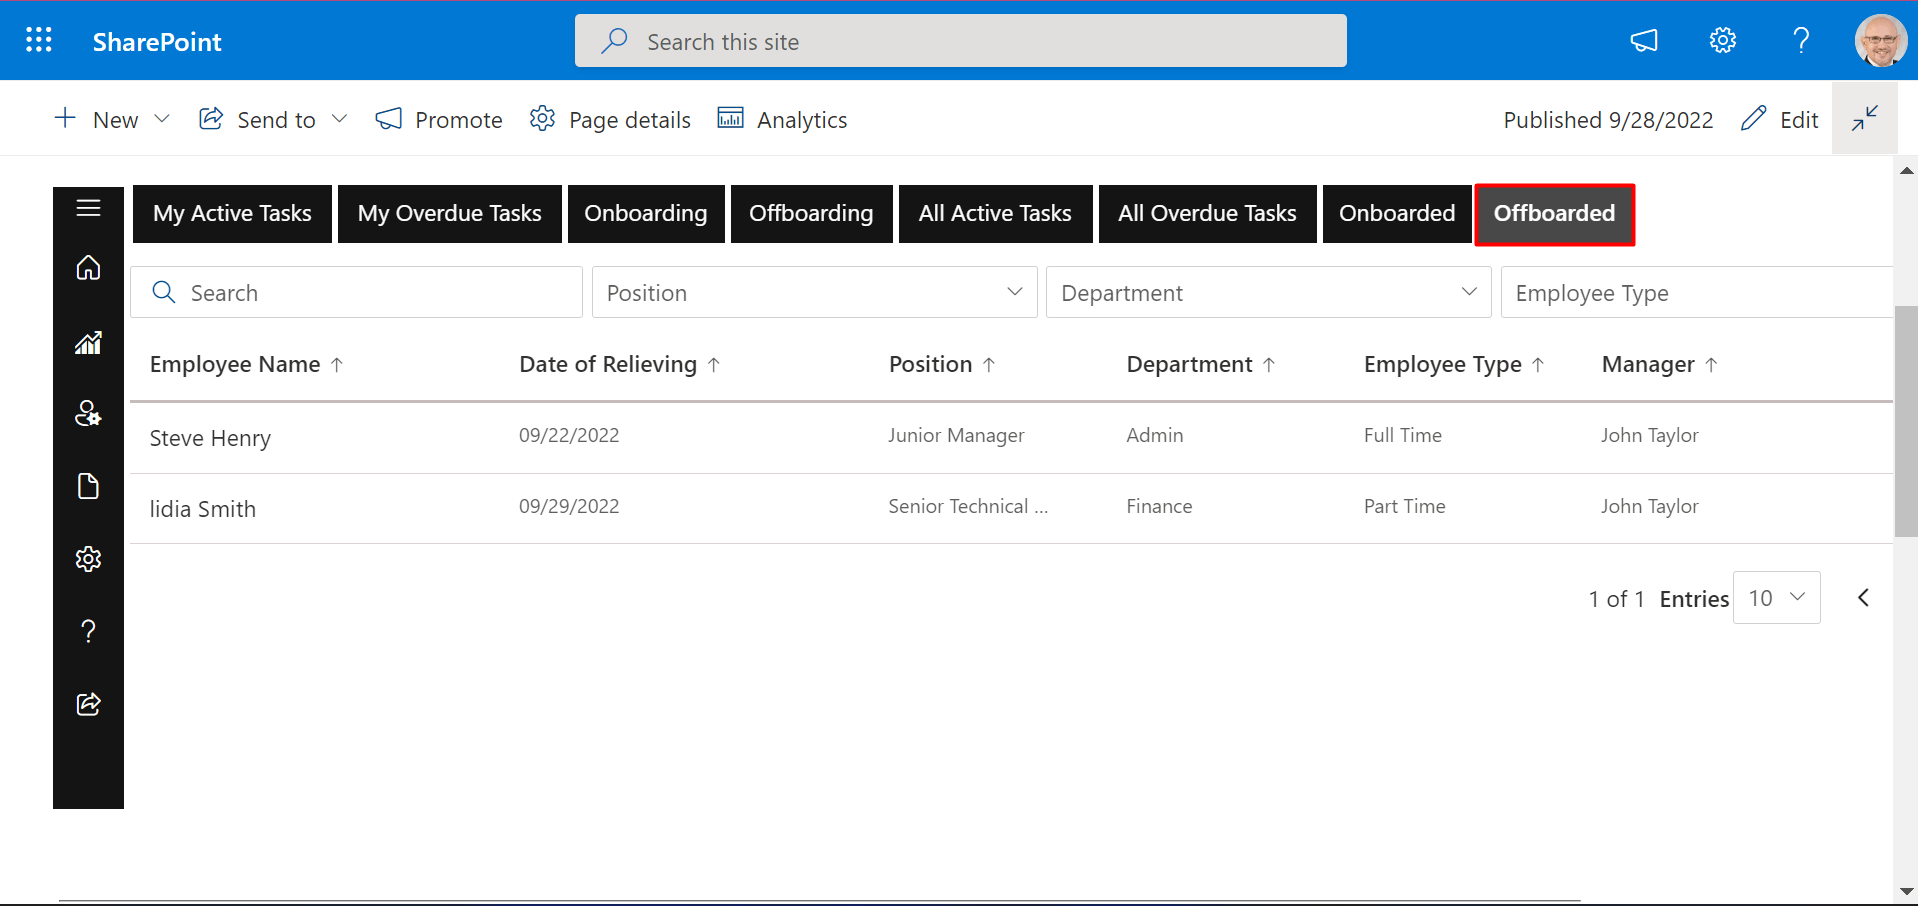 SharePoint
Search this site
New Send to Promote Page details Analytics Published 9/28/2022 Edit
My Active Tasks My Overdue Tasks Onboarding Offboarding All Active Tasks All Overdue Tasks Onboarded Offboarded
Search Position Department Employee Type
Employee Name ↑ Date of Relieving ↑ Position ↑ Department ↑ Employee Type ↑ Manager ↑
Steve Henry 09/22/2022 Junior Manager Admin Full Time John Taylor
lidia Smith 09/29/2022 Senior Technical ... Finance Part Time John Taylor
1 of 1 Entries 10